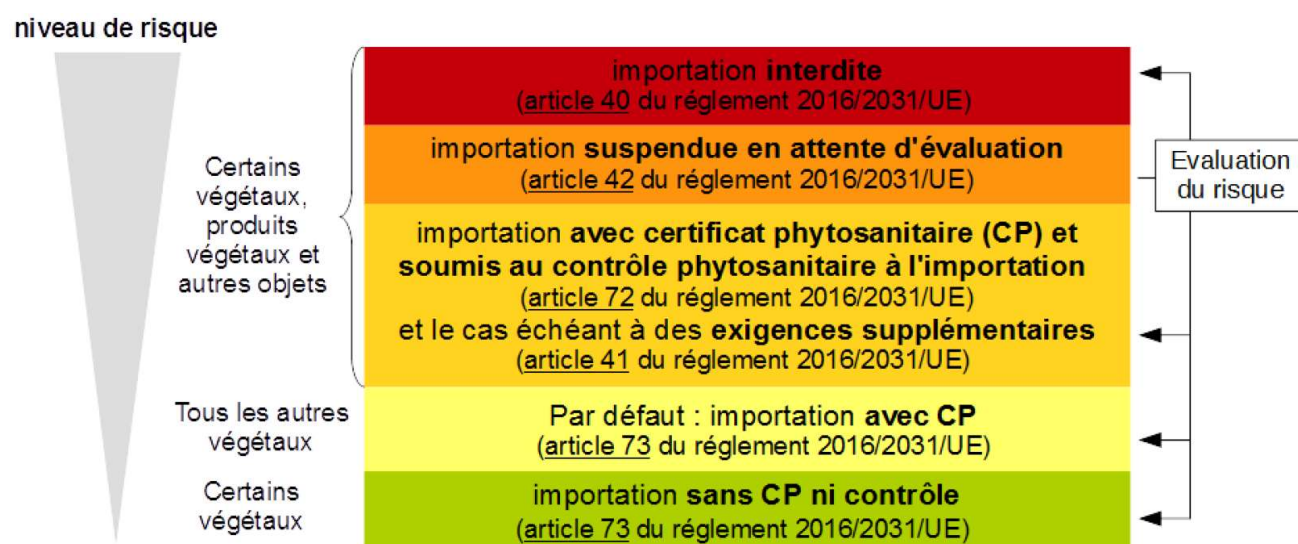 niveau de risque
importation interdite
(article 40 du réglement 2016/2031/UE)
importation suspendue en attente d'évaluation
(article 42 du réglement 2016/2031/UE)
Certains
végétaux,
produits
végétaux et
autres objets
importation avec certificat phytosanitaire (CP) et
soumis au contrôle phytosanitaire à l'importation
(article 72 du réglement 2016/2031/UE)
et le cas échéant à des exigences supplémentaires
(article 41 du réglement 2016/2031/UE)
Evaluation
du risque
Tous les autres
végétaux
Par défaut : importation avec CP
(article 73 du réglement 2016/2031/UE)
Certains
végétaux
importation sans CP ni contrôle
(article 73 du réglement 2016/2031/UE)